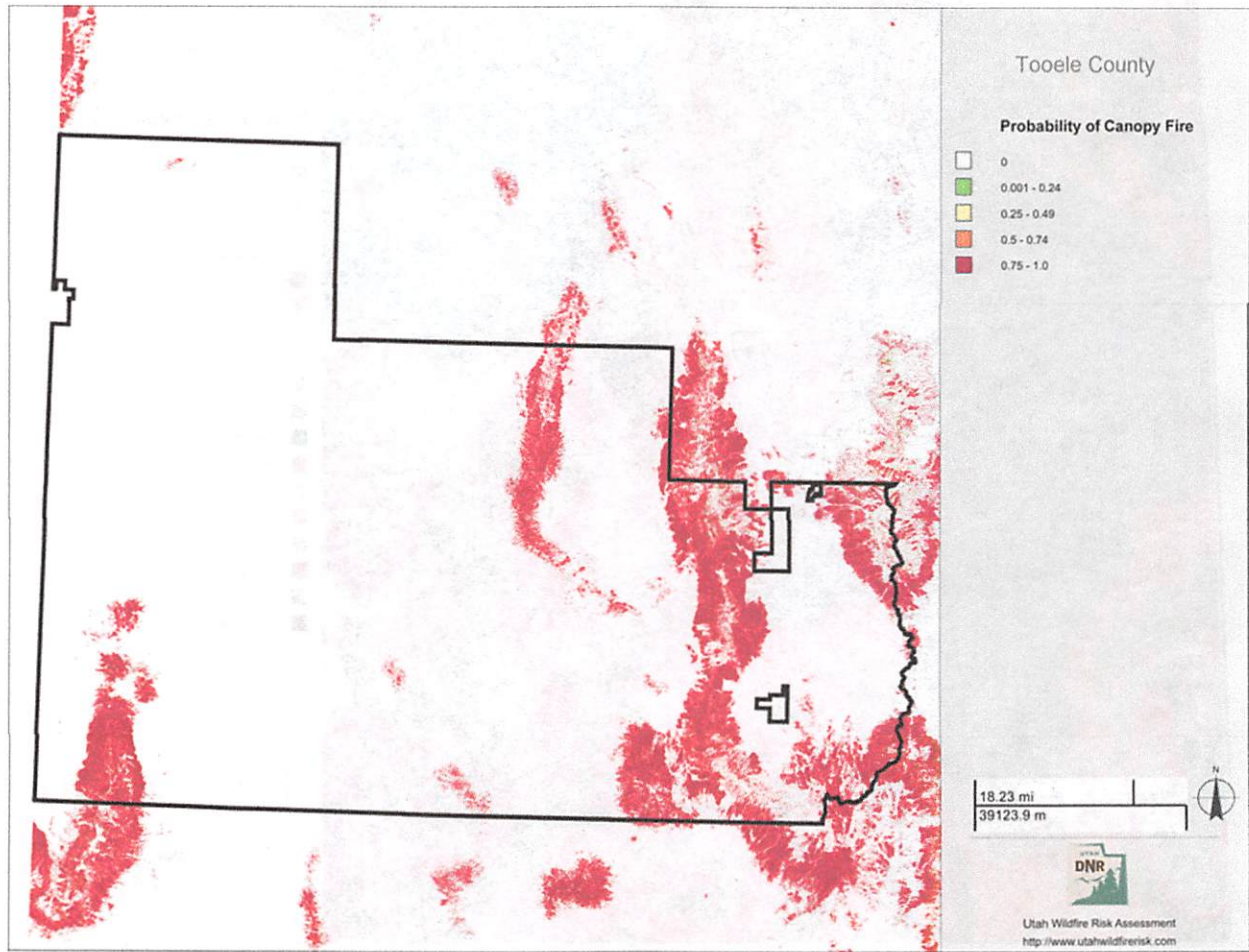 Tooele County
Probability of Canopy Fire
0
0.001 - 0.24
0.25 - 0.49
0.5 - 0.74
0.75 - 1.0
N
18.23 mi
39123.9 m
UTAH
DNR
Utah Wildfire Risk Assessment
http://www.utahwildfirerisk.com